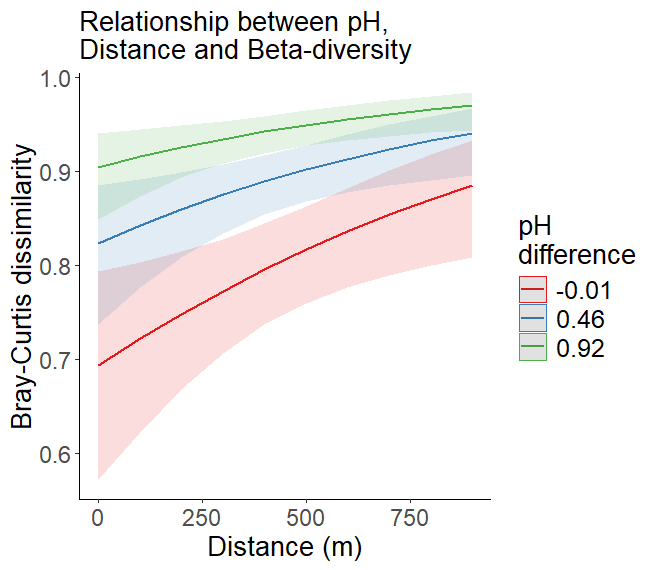 Relationship between pH,
Distance and Beta-diversity
Bray-Curtis dissimilarity
1.0
0.9
0.8
0.7
0.6
0
250
500
750
Distance (m)
pH
difference
-0.01
0.46
0.92